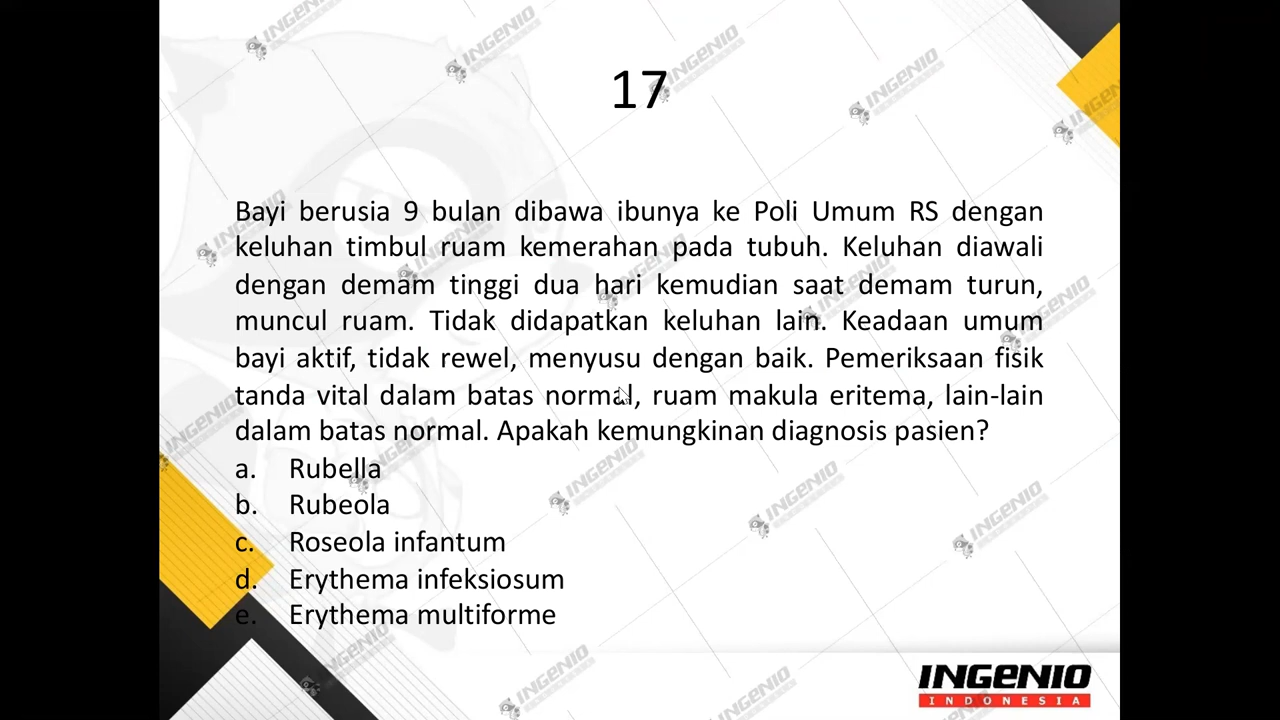 17
Bayi berusia 9 bulan dibawa ibunya ke Poli Umum RS dengan
keluhan timbul ruam kemerahan pada tubuh. Keluhan diawali
dengan demam tinggi dua hari kemudian saat demam turun,
muncul ruam. Tidak didapatkan keluhan lain. Keadaan umum
bayi aktif, tidak rewel, menyusu dengan baik. Pemeriksaan fisik
tanda vital dalam batas normal, ruam makula eritema, lain-lain
dalam batas normal. Apakah kemungkinan diagnosis pasien?
a. Rubella
b. Rubeola
c. Roseola infantum
d. Erythema infeksiosum
e. Erythema multiforme
INGENIO
INDONESIA